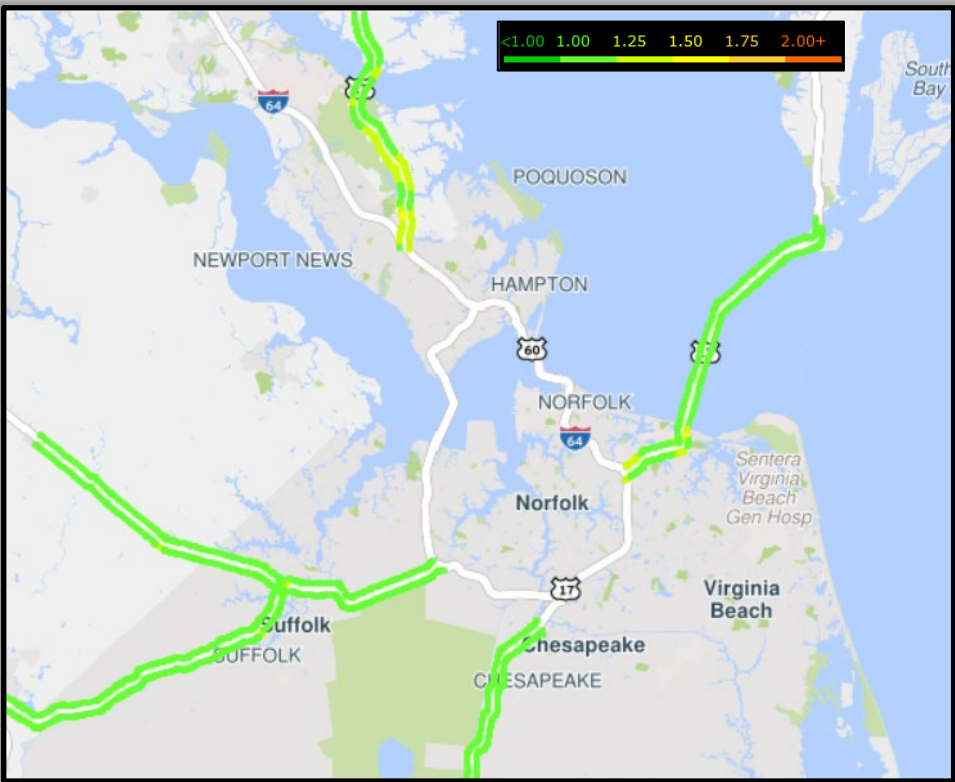 <1.00 1.00 1.25 1.50 1.75 2.00+
South
Bay
64
POQUOSON
NEWPORT NEWS
HAMPTON
60
NORFOLK
64
Sentera
Virginia
Beach
Gen Hosp
Norfolk
17
Virginia
Beach
Suffolk
SUFFOLK
Chesapeake
CHESAPEAKE